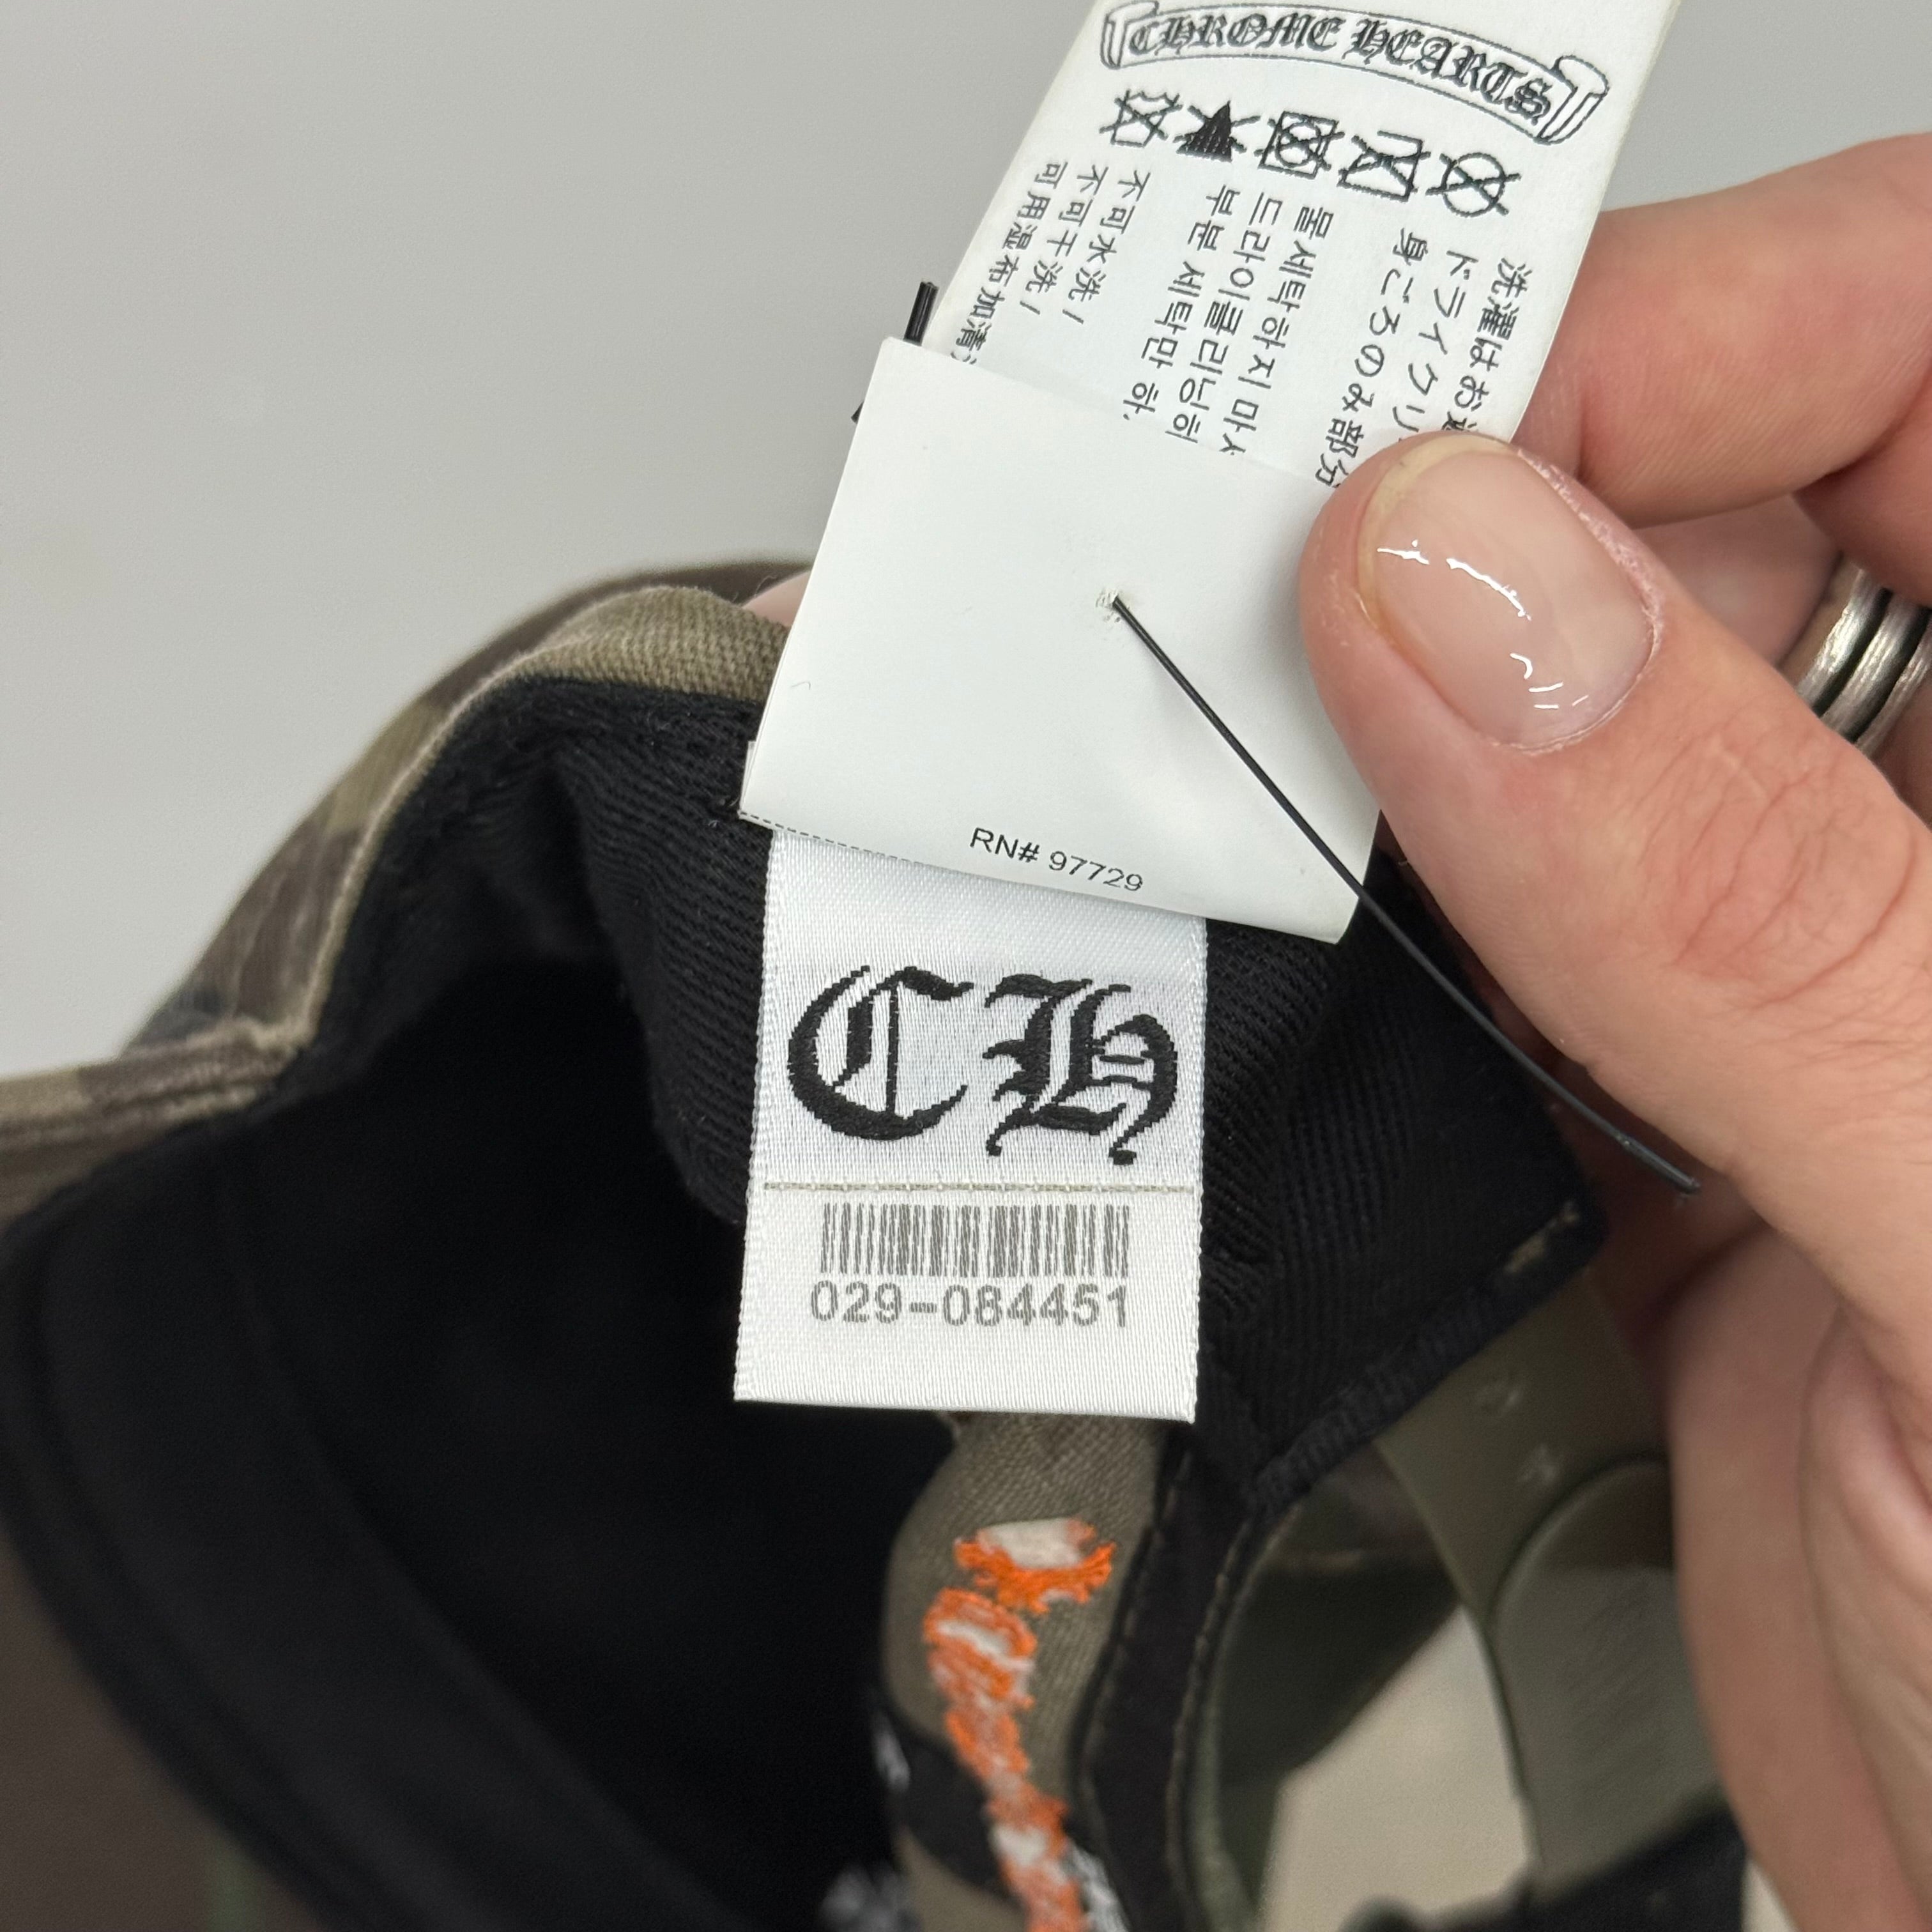 CHROME HEARTS
洗濯はお
ドライクリ
身ごろのみ部分
물세탁하지 마
드라이클리닝하
부분 세탁만 하
不可水洗 /
不可干洗 /
可用湿布加清
RN# 97729
CH
029-084451